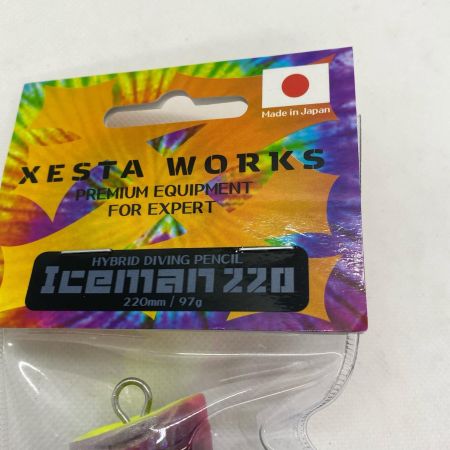 Made in Japan
XESTA WORKS
PREMIUM EQUIPMENT
FOR EXPERT
HYBRID DIVING PENCIL
Iceman 220
220mm / 97g